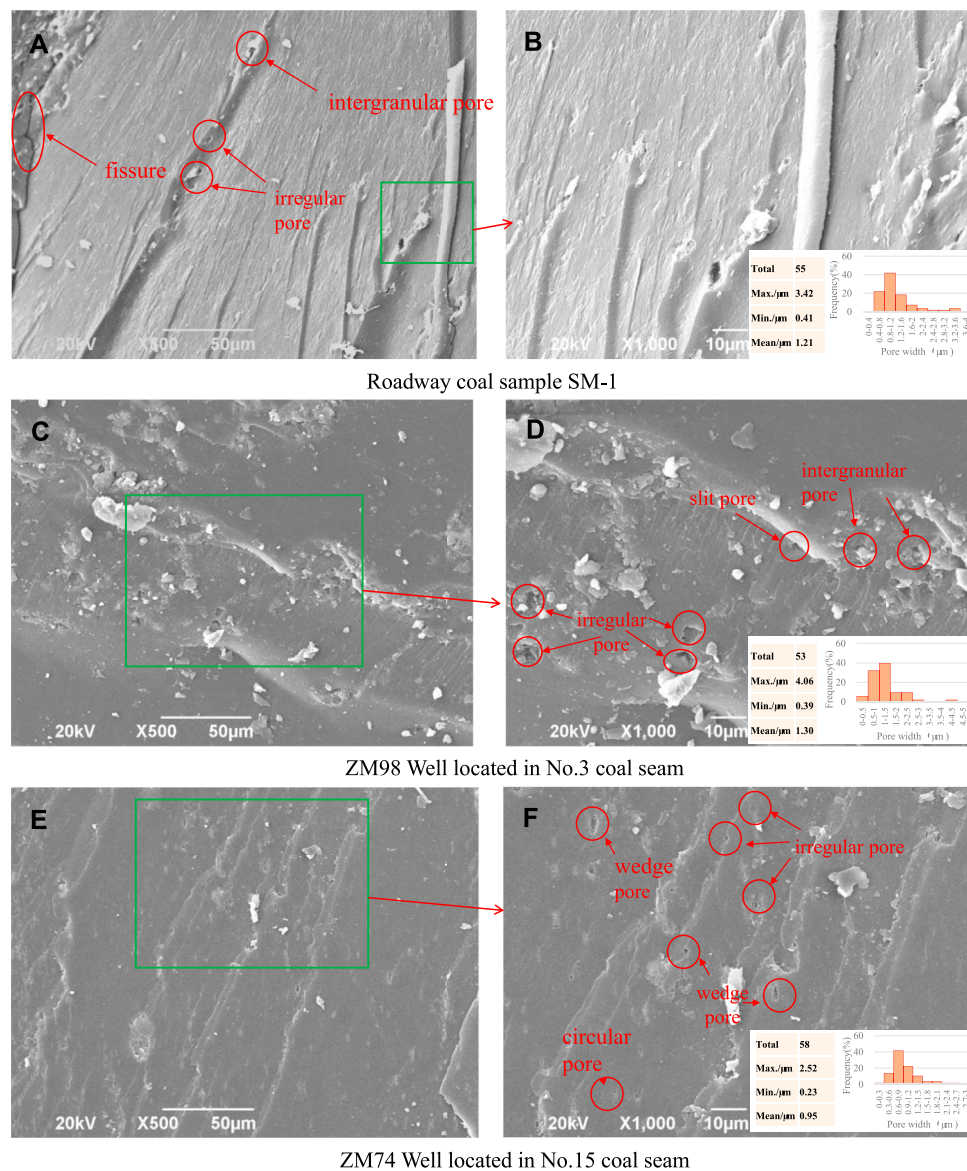 A
intergranular pore
fissure
irregular
pore
20kV X500 50μm
B
Total 55
Max./μm 3.42
Min./μm 0.41
Mean/μm 1.21
Frequency(%)
60
40
20
0
0-0.4
0.4-0.8
0.8-1.2
1.2-1.6
1.6-2
2-2.4
2.4-2.8
2.8-3.2
3.2-3.6
3.6-4
Pore width (μm)
20kV X1,000 10μm
Roadway coal sample SM-1
C
20kV X500 50μm
D
intergranular
pore
slit pore
irregular
pore
Total 53
Max./μm 4.06
Min./μm 0.39
Mean/μm 1.30
Frequency(%)
60
40
20
0
0-0.5
0.5-1
1-1.5
1.5-2
2-2.5
2.5-3
3-3.5
3.5-4
4-4.5
4.5-5
Pore width (μm)
20kV X1,000 10μm
ZM98 Well located in No.3 coal seam
E
20kV X500 50μm
F
wedge
pore
irregular pore
wedge
pore
circular
pore
Total 58
Max./μm 2.52
Min./μm 0.23
Mean/μm 0.95
Frequency(%)
60
40
20
0
0-0.3
0.3-0.6
0.6-0.9
0.9-1.2
1.2-1.5
1.5-1.8
1.8-2.1
2.1-2.4
2.4-2.7
2.7-3
Pore width (μm)
20kV X1,000 10μm
ZM74 Well located in No.15 coal seam